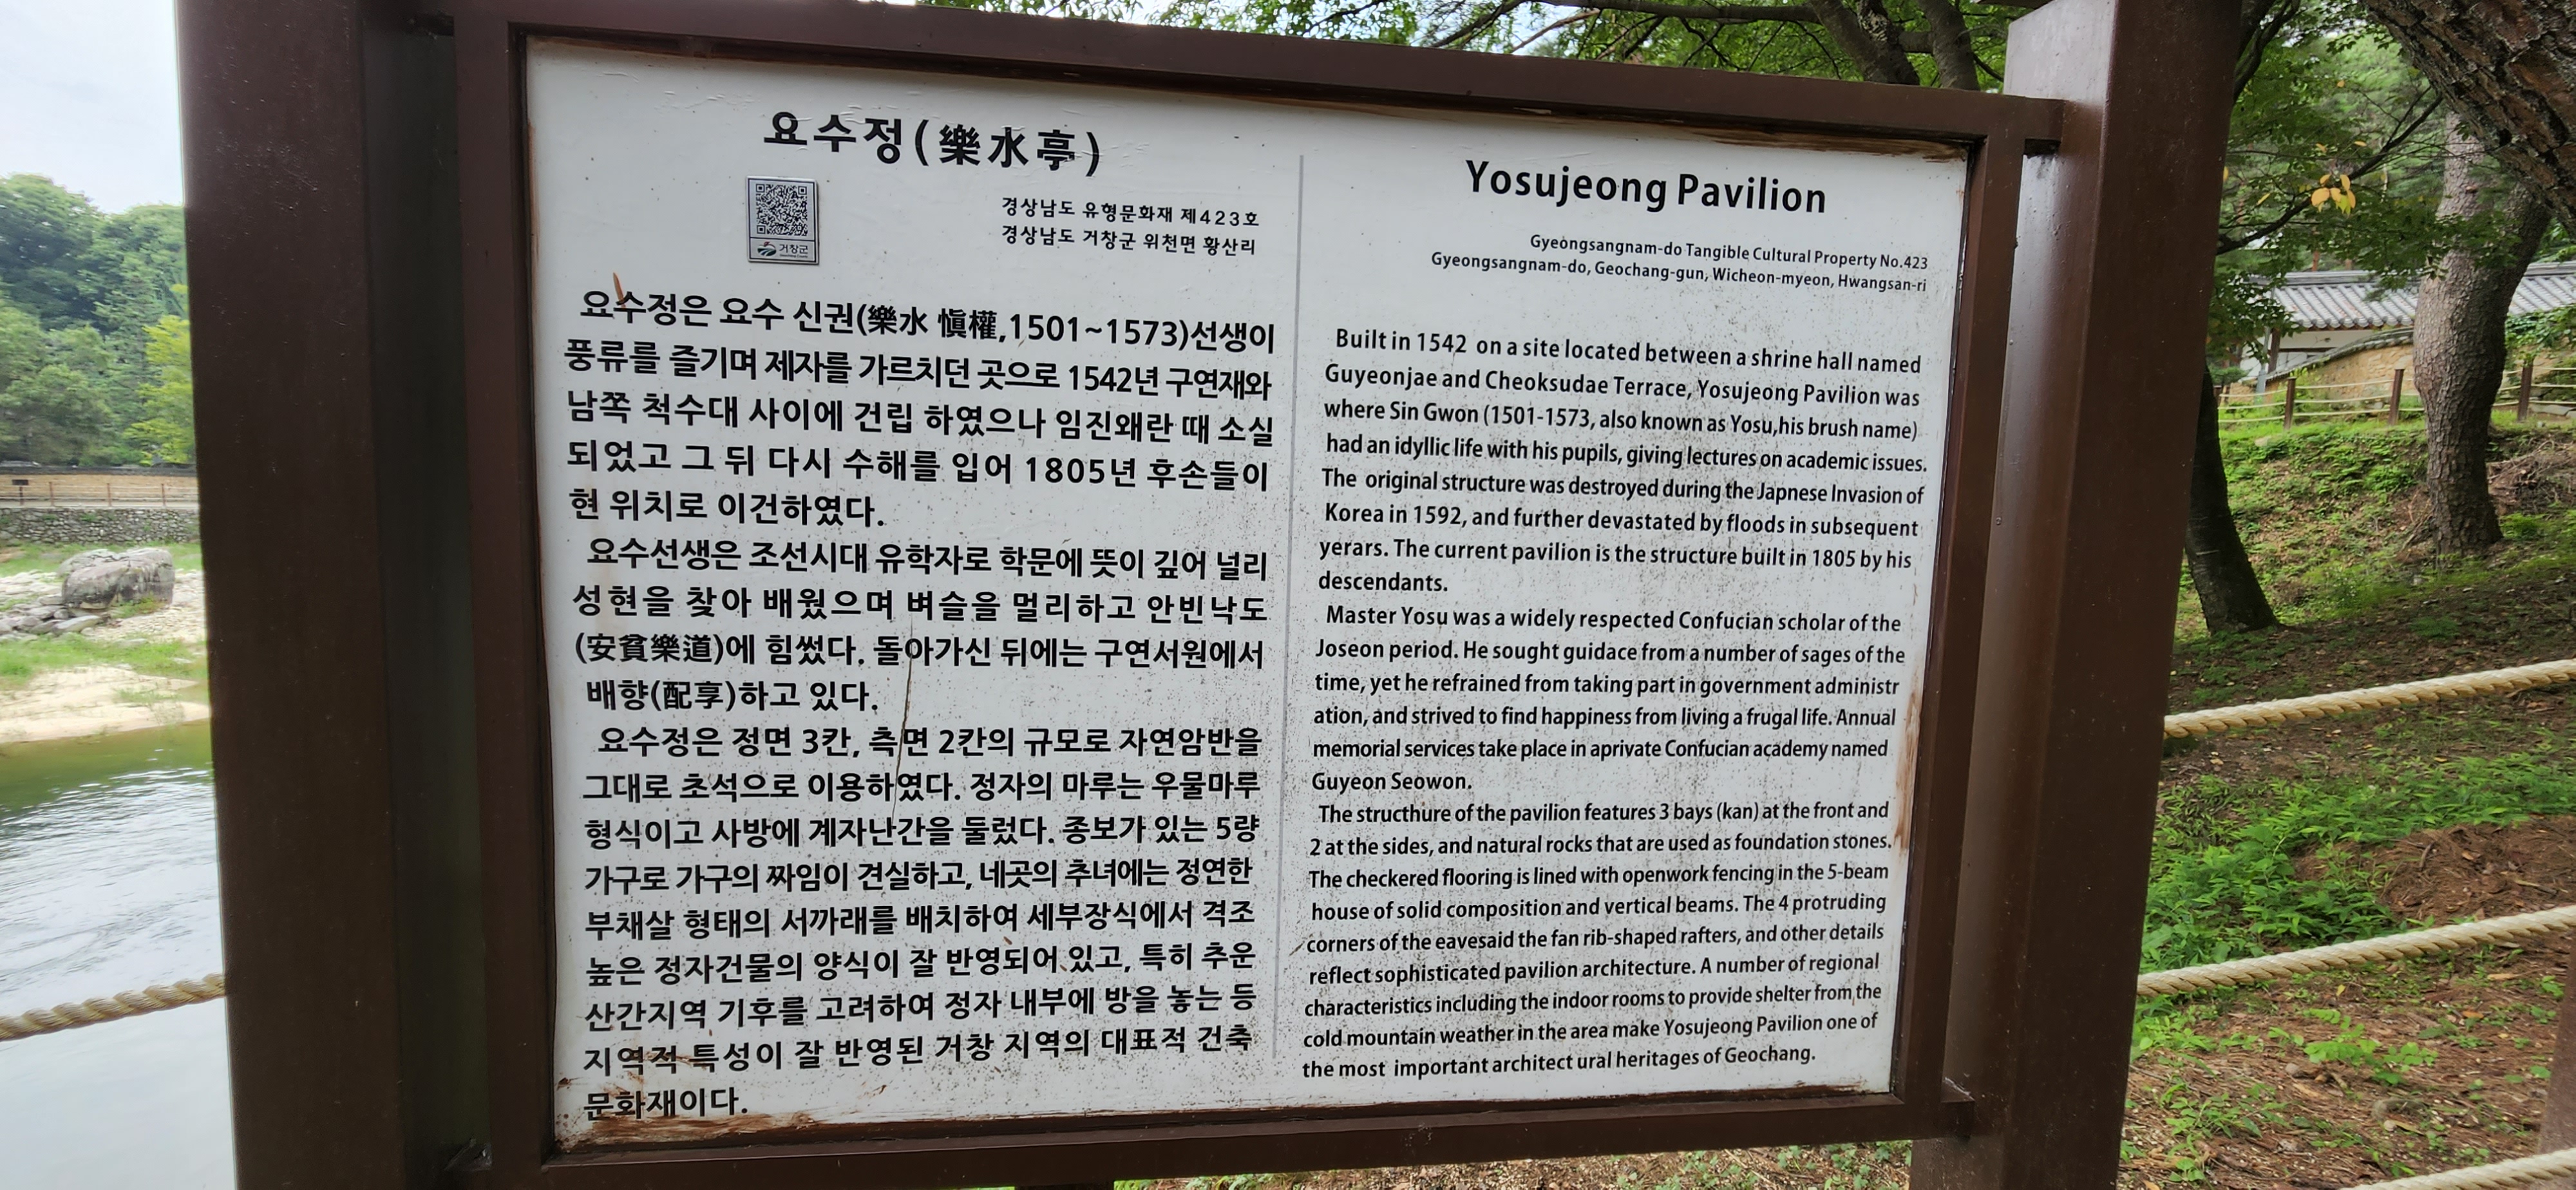 요수정(樂水亭)
거창군
경상남도 유형문화재 제423호
경상남도 거창군 위천면 황산리
요수정은 요수 신권(樂水 愼權,1501~1573)선생이
풍류를 즐기며 제자를 가르치던 곳으로 1542년 구연재와
남쪽 척수대 사이에 건립 하였으나 임진왜란 때 소실
되었고 그 뒤 다시 수해를 입어 1805년 후손들이
현 위치로 이건하였다.
요수선생은 조선시대 유학자로 학문에 뜻이 깊어 널리
성현을 찾아 배웠으며 벼슬을 멀리하고 안빈낙도
(安貧樂道)에 힘썼다. 돌아가신 뒤에는 구연서원에서
배향(配享)하고 있다.
요수정은 정면 3칸, 측면 2칸의 규모로 자연암반을
그대로 초석으로 이용하였다. 정자의 마루는 우물마루
형식이고 사방에 계자난간을 둘렀다. 종보가 있는 5량
가구로 가구의 짜임이 견실하고, 네곳의 추녀에는 정연한
부채살 형태의 서까래를 배치하여 세부장식에서 격조
높은 정자건물의 양식이 잘 반영되어 있고, 특히 추운
산간지역 기후를 고려하여 정자 내부에 방을 놓는 등
지역적 특성이 잘 반영된 거창 지역의 대표적 건축
문화재이다.
Yosujeong Pavilion
Gyeongsangnam-do Tangible Cultural Property No.423
Gyeongsangnam-do, Geochang-gun, Wicheon-myeon, Hwangsan-ri
Built in 1542 on a site located between a shrine hall named
Guyeonjae and Cheoksudae Terrace, Yosujeong Pavilion was
where Sin Gwon (1501-1573, also known as Yosu,his brush name)
had an idyllic life with his pupils, giving lectures on academic issues.
The original structure was destroyed during the Japnese Invasion of
Korea in 1592, and further devastated by floods in subsequent
yerars. The current pavilion is the structure built in 1805 by his
descendants.
Master Yosu was a widely respected Confucian scholar of the
Joseon period. He sought guidace from a number of sages of the
time, yet he refrained from taking part in government administr
ation, and strived to find happiness from living a frugal life. Annual
memorial services take place in aprivate Confucian academy named
Guyeon Seowon.
The structhure of the pavilion features 3 bays (kan) at the front and
2 at the sides, and natural rocks that are used as foundation stones.
The checkered flooring is lined with openwork fencing in the 5-beam
house of solid composition and vertical beams. The 4 protruding
corners of the eavesaid the fan rib-shaped rafters, and other details
reflect sophisticated pavilion architecture. A number of regional
characteristics including the indoor rooms to provide shelter from the
cold mountain weather in the area make Yosujeong Pavilion one of
the most important architect ural heritages of Geochang.